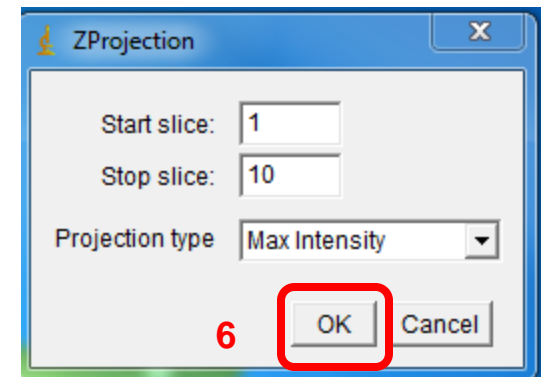 ZProjection
Start slice: 1
Stop slice: 10
Projection type Max Intensity
6 OK Cancel